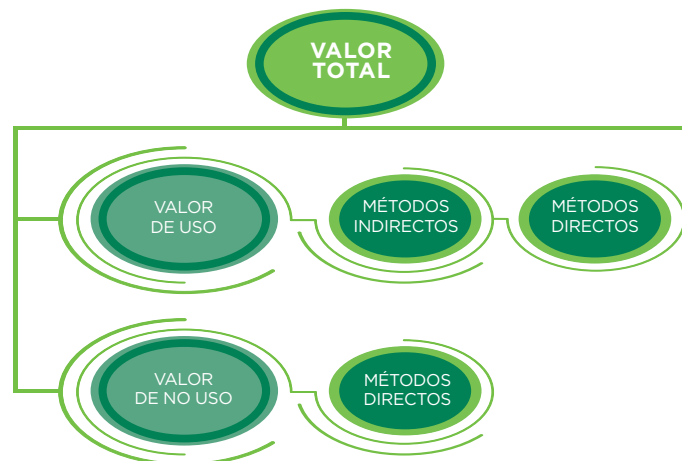 VALOR
TOTAL
VALOR
DE USO
MÉTODOS
INDIRECTOS
MÉTODOS
DIRECTOS
VALOR
DE NO USO
MÉTODOS
DIRECTOS